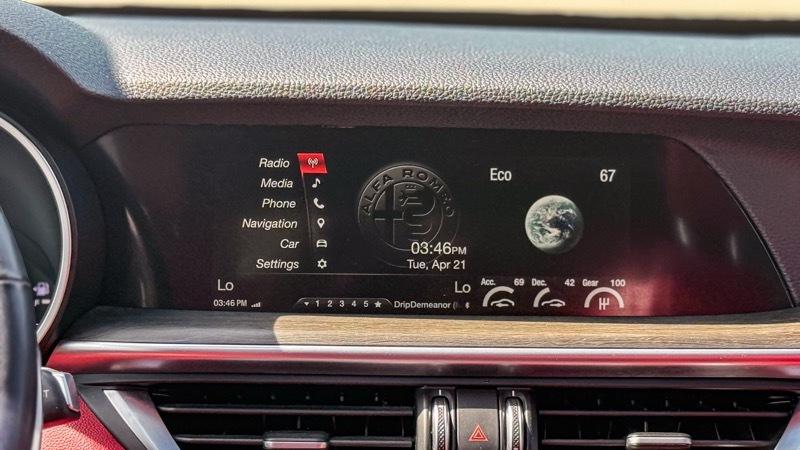 Radio
Media
Phone
Navigation
Car
Settings
ALFA ROMEO
03:46PM
Tue, Apr 21
Eco 67
Lo
Lo
03:46 PM
1 2 3 4 5
DripDemeanor
Acc. 69
Dec. 42
Gear 100